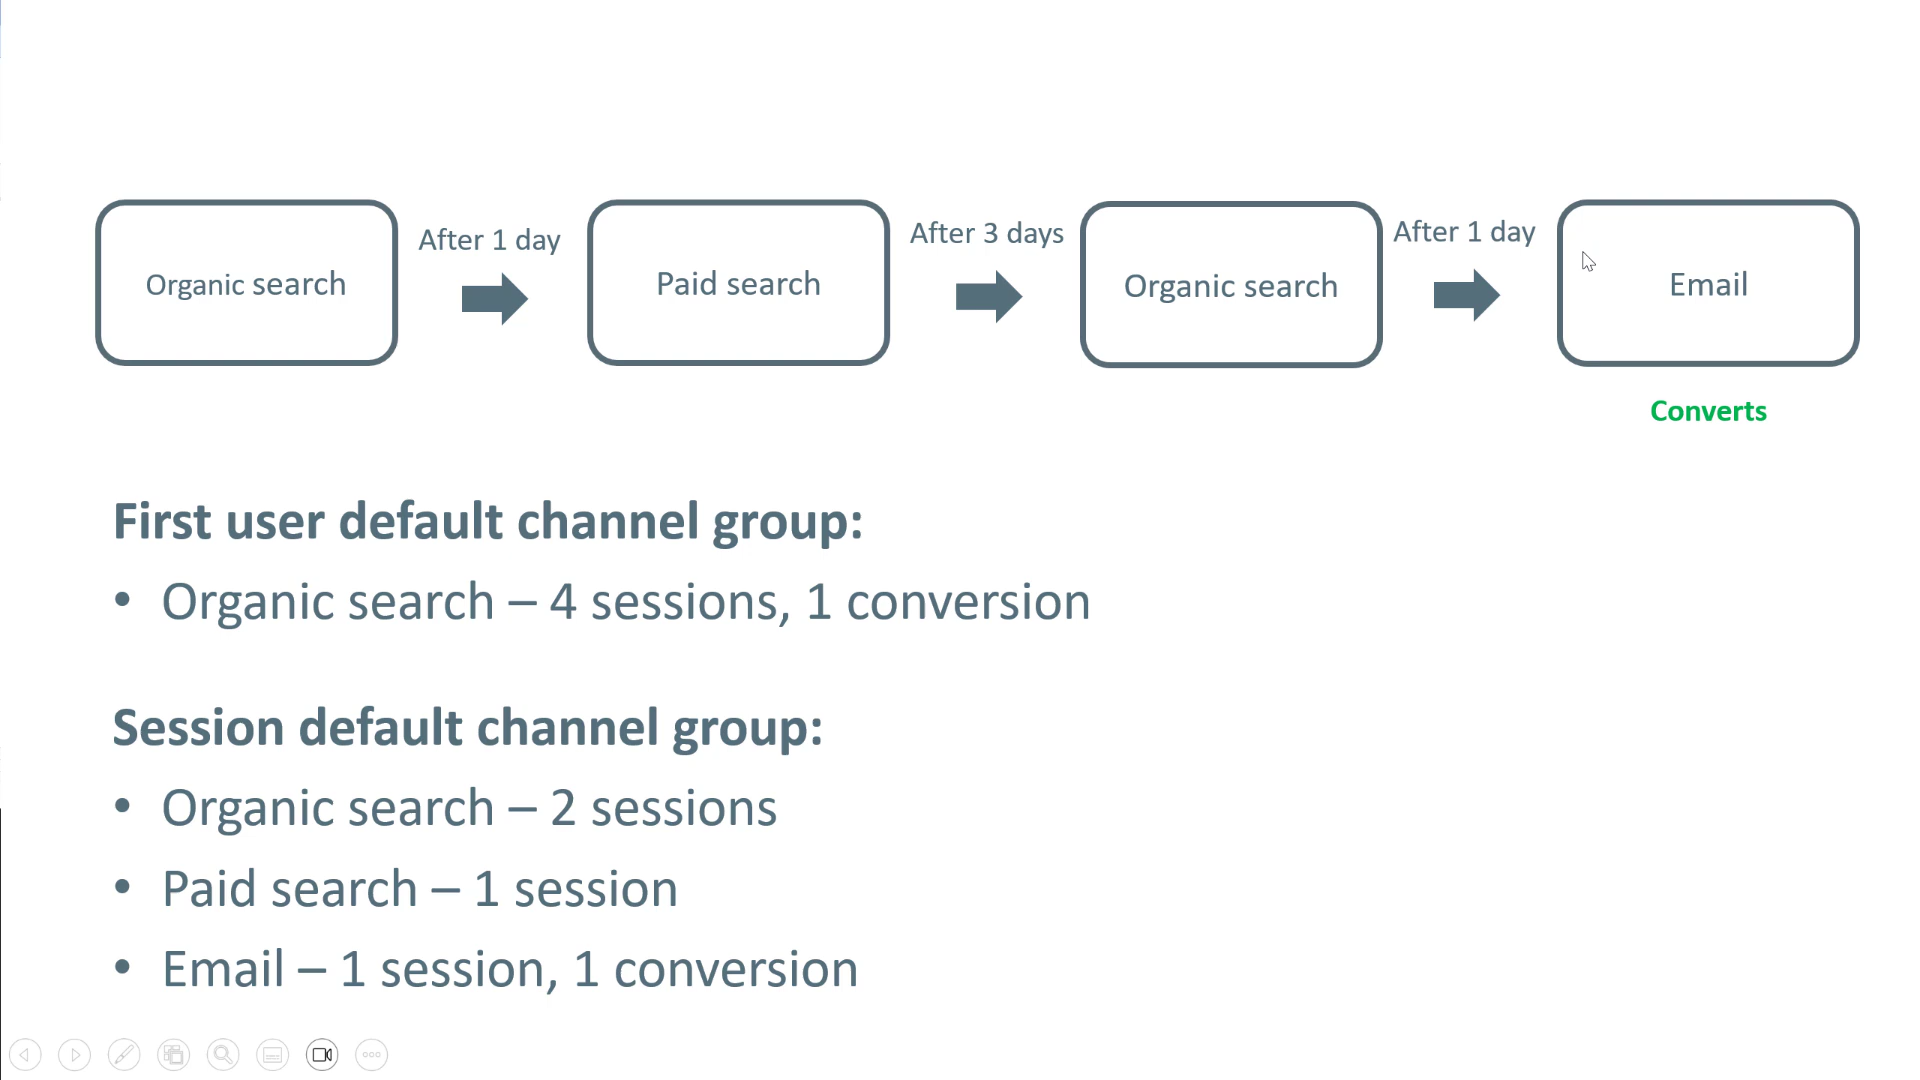 Organic search
After 1 day
Paid search
After 3 days
Organic search
After 1 day
Email
Converts
First user default channel group:
• Organic search – 4 sessions, 1 conversion
Session default channel group:
• Organic search – 2 sessions
• Paid search – 1 session
• Email – 1 session, 1 conversion